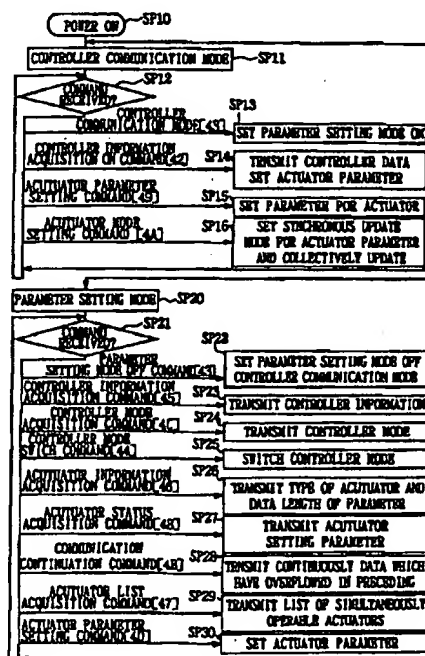 POWER ON
SP10
CONTROLLER COMMUNICATION MODE
SP11
SP12
COMMAND
RECEIVED?
CONTROLLER
COMMUNICATION MODE[43]
SP13
SET PARAMETER SETTING MODE ON
CONTROLLER INFORMATION
ACQUISITION ON COMMAND[42]
SP14
TRNSMIT CONTROLLER DATA
SET ACTUATOR PARAMETER
ACUTUATOR PARAMETER
SETTING COMMAND[49]
SP15
SET PARAMETER FOR ACTUATOR
ACUTUATOR MODE
SETTING COMMAND [4A]
SP16
SET SYNCHRONOUS UPDATE
MODE FOR ACTUATOR PARAMETER
AND COLLECTIVELY UPDATE
PARAMETER SETTING MODE
SP20
SP21
COMMAND
RECEIVED?
PARAMETER
SETTING MODE OFF COMMAND[43]
SP22
SET PARAMETER SETTING MODE OFF
CONTROLLER COMMUNICATION MODE
CONTROLLER INFORMATION
ACQUISITION COMMAND[45]
SP23
TRANSMIT CONTROLLER INFORMATION
CONTROLLER MODE
ACQUISITION COMMAND[4C]
SP24
TRANSMIT CONTROLLER MODE
CONTROLLER MODE
SWICH COMMAND[44]
SP25
SWITCH CONTROLLER MODE
ACUTUATOR INFORMATION
ACQUISITION COMMAND[46]
SP26
TRANSMIT TYPE OF ACUTUATOR AND
DATA LENGTH OF PARAMETER
ACUTUATOR STATUS
ACQUISITION COMMAND[48]
SP27
TRANSMIT ACUTUATOR
SETTING PARAMETER
COMMUNICATION
CONTINUATION COMMAND[4B]
SP28
TRNSMIT CONTINUOUSLY DATA WHICH
HAVE OVERFLOWED IN PRECEDING
ACUTUATOR LIST
ACQUISITION COMMAND[47]
SP29
TRANSMIT LIST OF SIMULTANEOUSLY
OPERABLE ACTUATORS
ACTUATOR PARAMETER
SETTING COMMAND[4D]
SP30
SET ACTUATOR PARAMETER